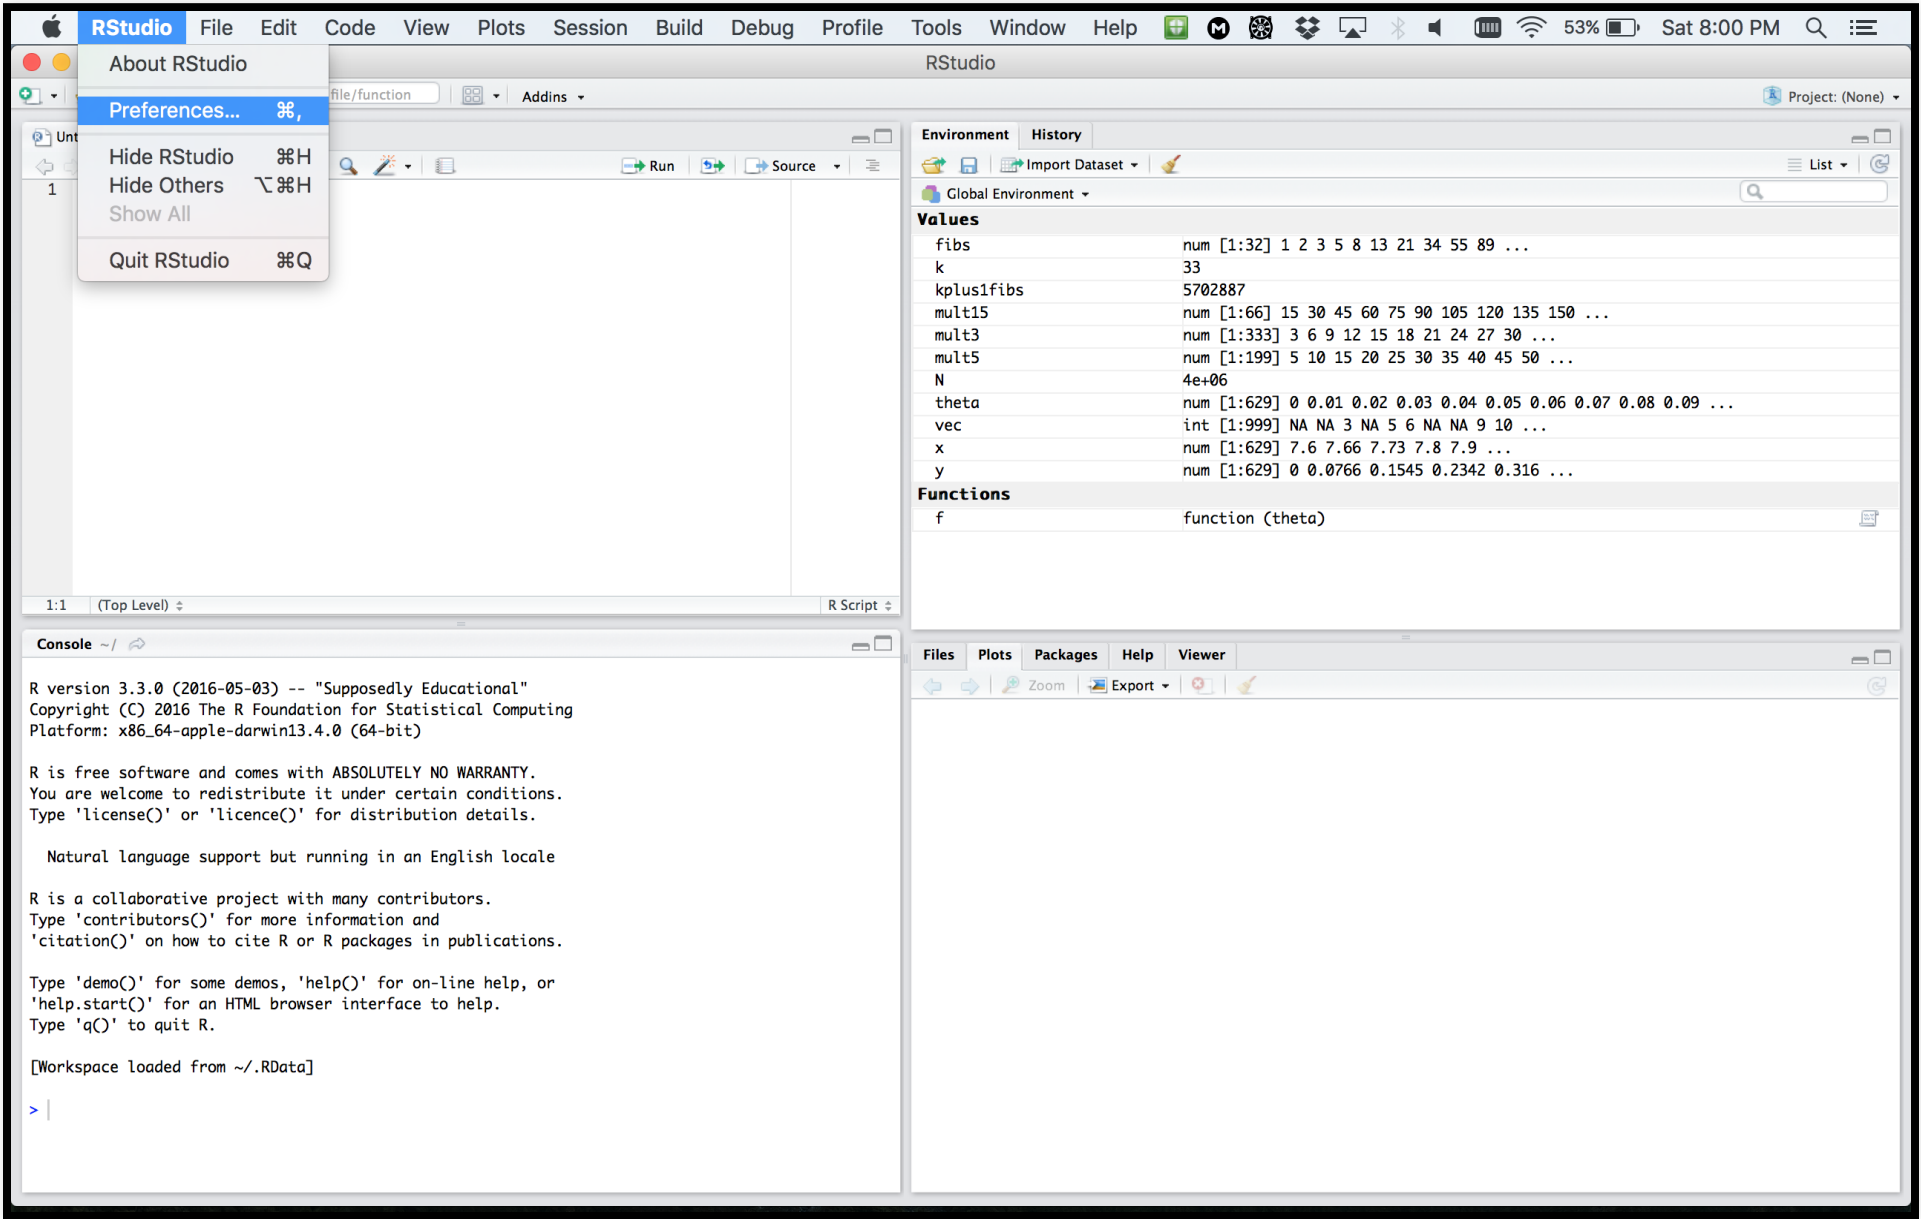 RStudio File Edit Code View Plots Session Build Debug Profile Tools Window Help 53% Sat 8:00 PM
RStudio
About RStudio
Preferences... ⌘,
Hide RStudio ⌘H
Hide Others ⌥⌘H
Show All
Quit RStudio ⌘Q
file/function Addins Project: (None)
Unt
Run Source
1
1:1 (Top Level) R Script
Console ~/
R version 3.3.0 (2016-05-03) -- "Supposedly Educational"
Copyright (C) 2016 The R Foundation for Statistical Computing
Platform: x86_64-apple-darwin13.4.0 (64-bit)
R is free software and comes with ABSOLUTELY NO WARRANTY.
You are welcome to redistribute it under certain conditions.
Type 'license()' or 'licence()' for distribution details.
Natural language support but running in an English locale
R is a collaborative project with many contributors.
Type 'contributors()' for more information and
'citation()' on how to cite R or R packages in publications.
Type 'demo()' for some demos, 'help()' for on-line help, or
'help.start()' for an HTML browser interface to help.
Type 'q()' to quit R.
[Workspace loaded from ~/.RData]
>
Environment History
Import Dataset List
Global Environment
Values
fibs num [1:32] 1 2 3 5 8 13 21 34 55 89 ...
k 33
kplus1fibs 5702887
mult15 num [1:66] 15 30 45 60 75 90 105 120 135 150 ...
mult3 num [1:333] 3 6 9 12 15 18 21 24 27 30 ...
mult5 num [1:199] 5 10 15 20 25 30 35 40 45 50 ...
N 4e+06
theta num [1:629] 0 0.01 0.02 0.03 0.04 0.05 0.06 0.07 0.08 0.09 ...
vec int [1:999] NA NA 3 NA 5 6 NA NA 9 10 ...
x num [1:629] 7.6 7.66 7.73 7.8 7.9 ...
y num [1:629] 0 0.0766 0.1545 0.2342 0.316 ...
Functions
f function (theta)
Files Plots Packages Help Viewer
Zoom Export